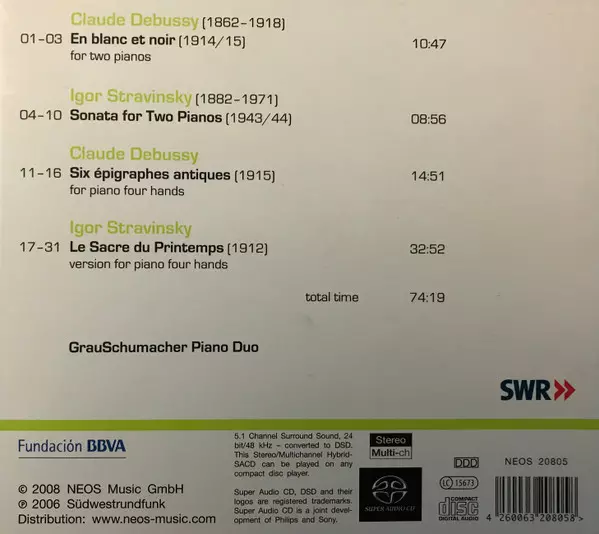 Claude Debussy (1862–1918)
01–03 En blanc et noir (1914/15) 10:47
for two pianos
Igor Stravinsky (1882–1971)
04–10 Sonata for Two Pianos (1943/44) 08:56
Claude Debussy
11–16 Six épigraphes antiques (1915) 14:51
for piano four hands
Igor Stravinsky
17–31 Le Sacre du Printemps (1912) 32:52
version for piano four hands
total time 74:19
GrauSchumacher Piano Duo
SWR>>
Fundación BBVA
© 2008 NEOS Music GmbH
℗ 2006 Südwestrundfunk
Distribution: www.neos-music.com
5.1 Channel Surround Sound, 24
bit/48 kHz – converted to DSD.
This Stereo/Multichannel Hybrid-
SACD can be played on any
compact disc player.
Super Audio CD, DSD and their
logos are registered trademarks.
Super Audio CD is a joint devel-
opment of Philips and Sony.
Stereo
Multi-ch
SUPER AUDIO CD
DDD
LC 15673
COMPACT
disc
DIGITAL AUDIO
NEOS 20805
4 260063 208058